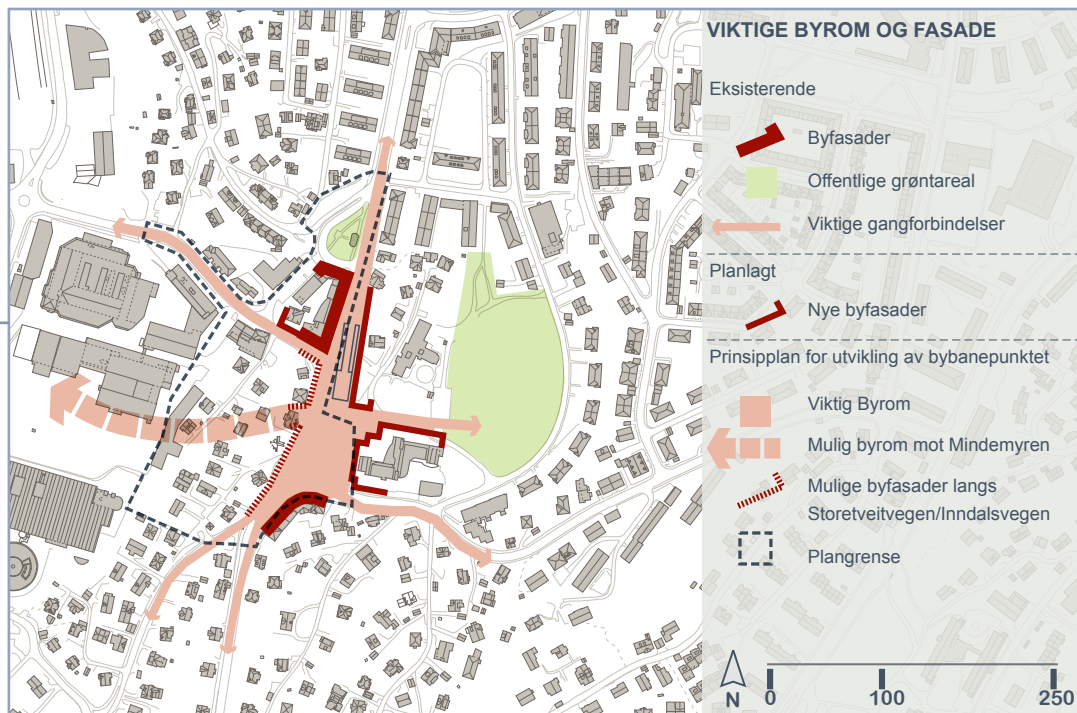 VIKTIGE BYROM OG FASADE
Eksisterende
Byfasader
Offentlige grøntareal
Viktige gangforbindelser
Planlagt
Nye byfasader
Prinsipplan for utvikling av bybanepunktet
Viktig Byrom
Mulig byrom mot Mindemyren
Mulige byfasader langs
Storetveitvegen/Inndalsvegen
Plangrense
N
0 100 250